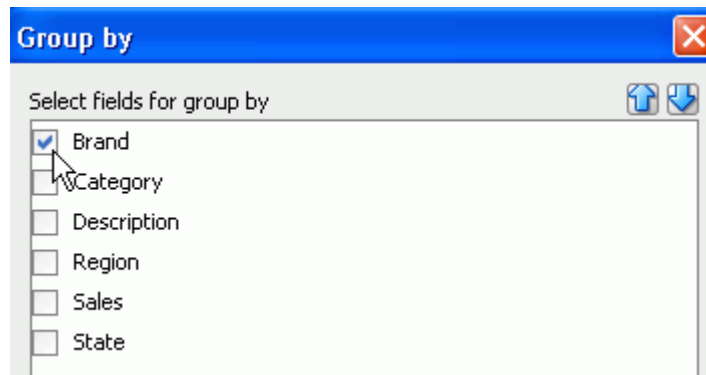 Group by
Select fields for group by
Brand
Category
Description
Region
Sales
State